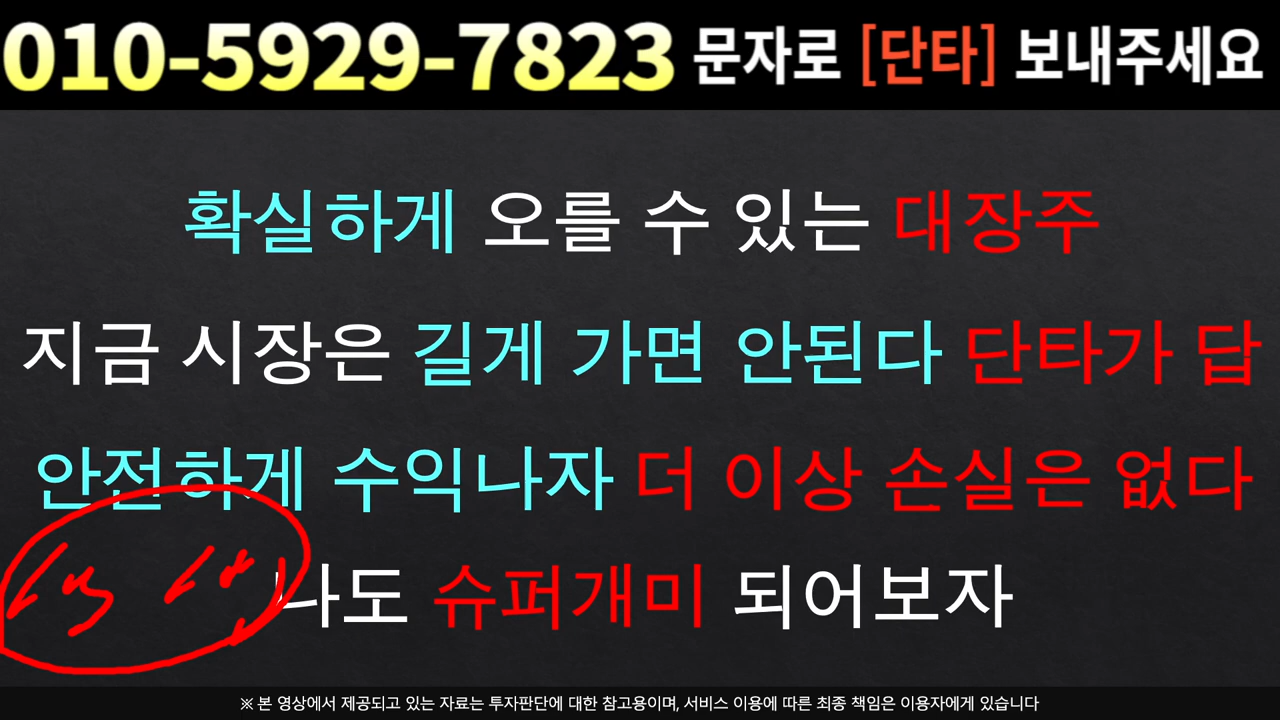 010-5929-7823 문자로 [단타] 보내주세요
확실하게 오를 수 있는 대장주
지금 시장은 길게 가면 안된다 단타가 답
안전하게 수익나자 더 이상 손실은 없다
나도 슈퍼개미 되어보자
※ 본 영상에서 제공되고 있는 자료는 투자판단에 대한 참고용이며, 서비스 이용에 따른 최종 책임은 이용자에게 있습니다